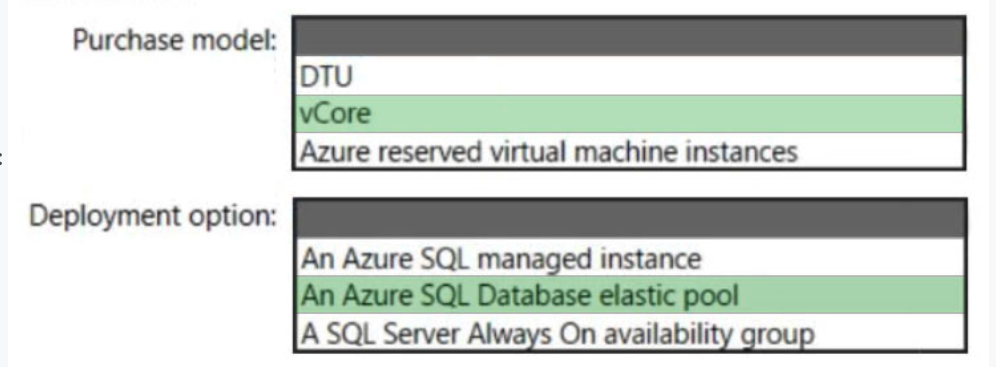 Purchase model:
DTU
vCore
Azure reserved virtual machine instances
:
Deployment option:
An Azure SQL managed instance
An Azure SQL Database elastic pool
A SQL Server Always On availability group